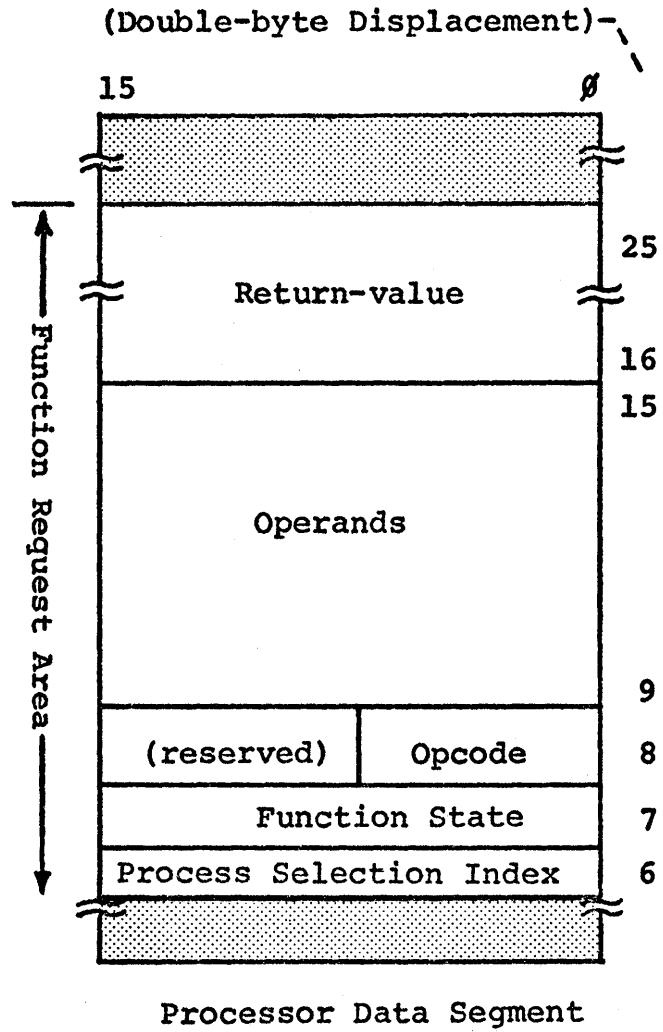 (Double-byte Displacement)
15 Ø
25
Return-value
16
15
Operands
Function Request Area
9
(reserved) Opcode 8
Function State 7
Process Selection Index 6
Processor Data Segment